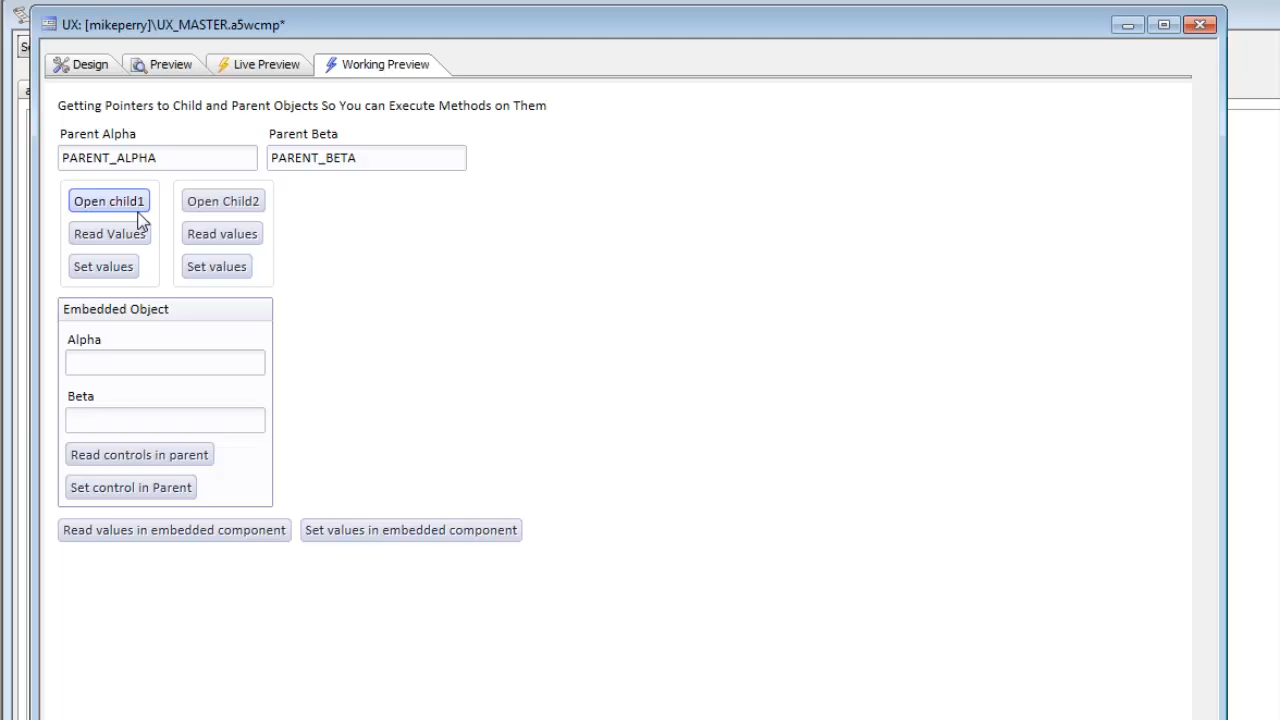 UX: [mikeperry]\UX_MASTER.a5wcmp*
Design Preview Live Preview Working Preview
Getting Pointers to Child and Parent Objects So You can Execute Methods on Them
Parent Alpha Parent Beta
PARENT_ALPHA PARENT_BETA
Open child1 Open Child2
Read Values Read values
Set values Set values
Embedded Object
Alpha
Beta
Read controls in parent
Set control in Parent
Read values in embedded component Set values in embedded component